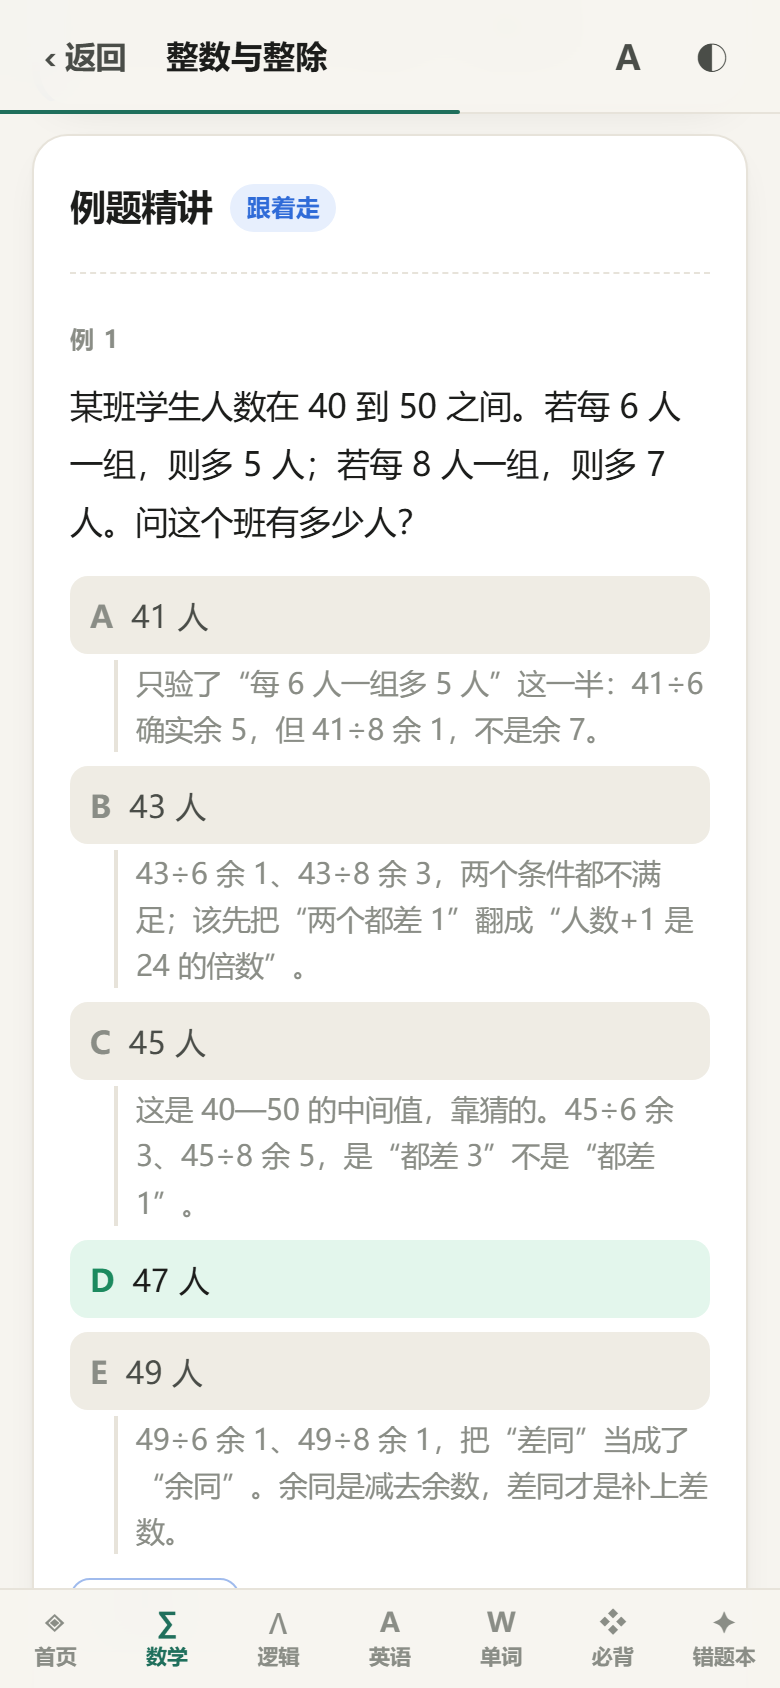 ‹ 返回 整数与整除 A
例题精讲 跟着走
例 1
某班学生人数在 40 到 50 之间。若每 6 人
一组，则多 5 人；若每 8 人一组，则多 7
人。问这个班有多少人？
A 41 人
只验了“每 6 人一组多 5 人”这一半：41÷6
确实余 5，但 41÷8 余 1，不是余 7。
B 43 人
43÷6 余 1、43÷8 余 3，两个条件都不满
足；该先把“两个都差 1”翻成“人数+1 是
24 的倍数”。
C 45 人
这是 40—50 的中间值，靠猜的。45÷6 余
3、45÷8 余 5，是“都差 3”不是“都差
1”。
D 47 人
E 49 人
49÷6 余 1、49÷8 余 1，把“差同”当成了
“余同”。余同是减去余数，差同才是补上差
数。
首页 数学 逻辑 英语 单词 必背 错题本